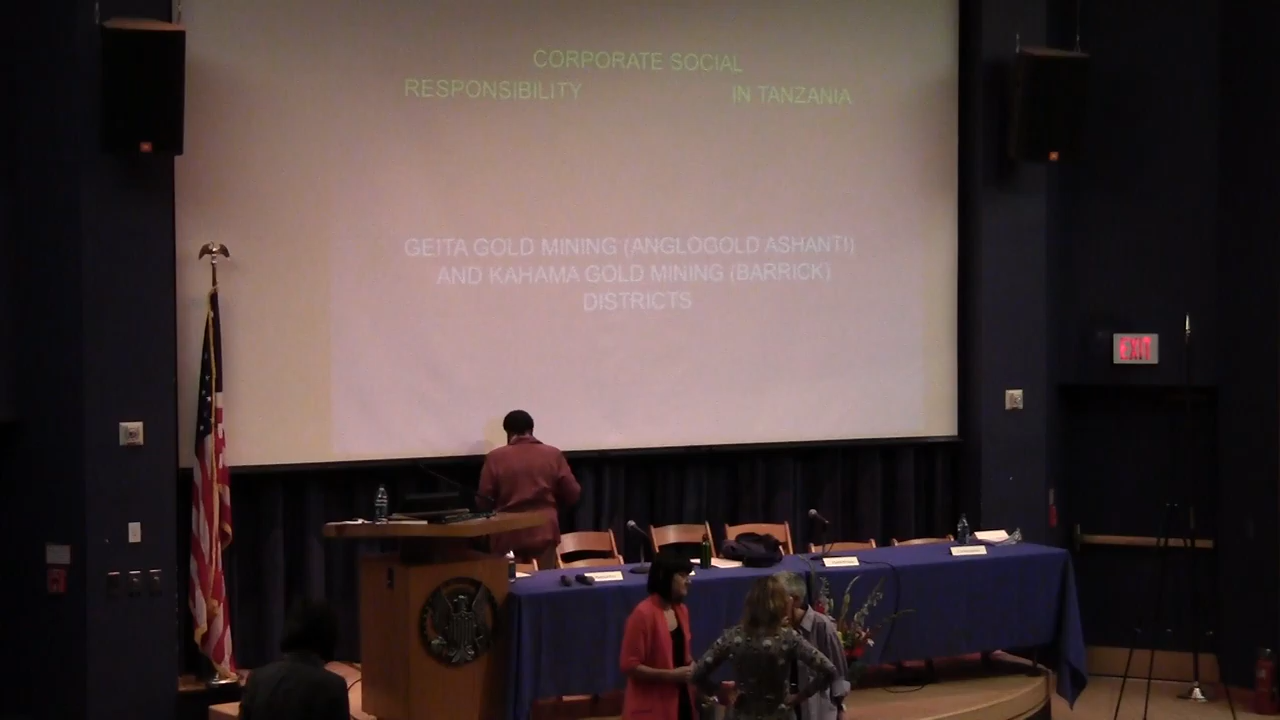 CORPORATE SOCIAL
RESPONSIBILITY IN TANZANIA
GEITA GOLD MINING (ANGLOGOLD ASHANTI)
AND KAHAMA GOLD MINING (BARRICK)
DISTRICTS
EXIT